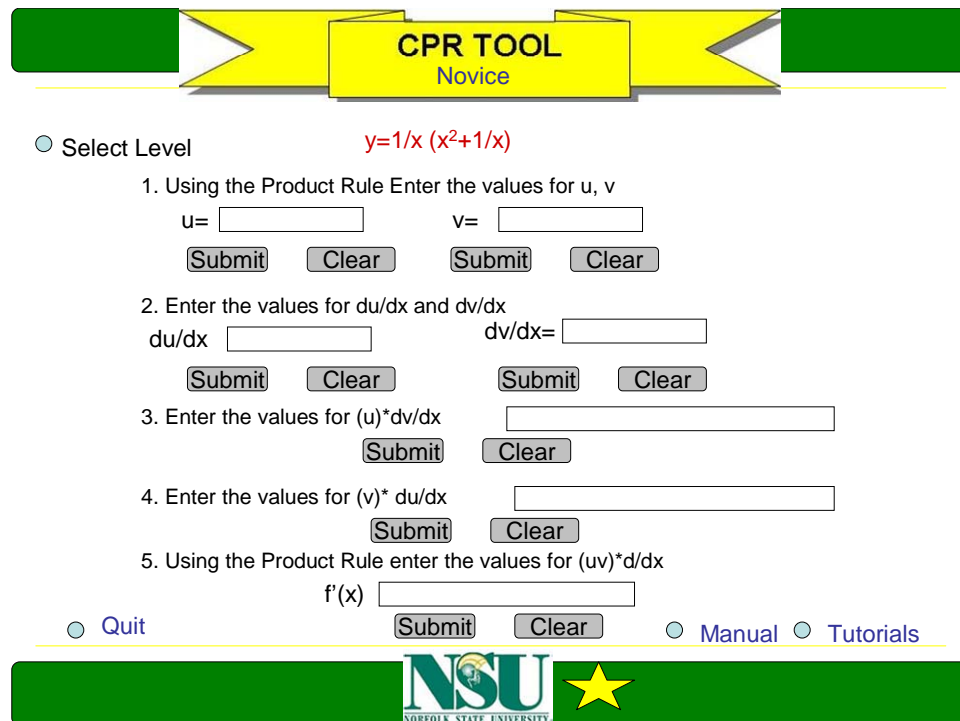 CPR TOOL
Novice
Select Level
y=1/x (x²+1/x)
1. Using the Product Rule Enter the values for u, v
u= v=
Submit Clear Submit Clear
2. Enter the values for du/dx and dv/dx
du/dx dv/dx=
Submit Clear Submit Clear
3. Enter the values for (u)*dv/dx
Submit Clear
4. Enter the values for (v)* du/dx
Submit Clear
5. Using the Product Rule enter the values for (uv)*d/dx
f'(x)
Quit Submit Clear Manual Tutorials
NSU
NORFOLK STATE UNIVERSITY